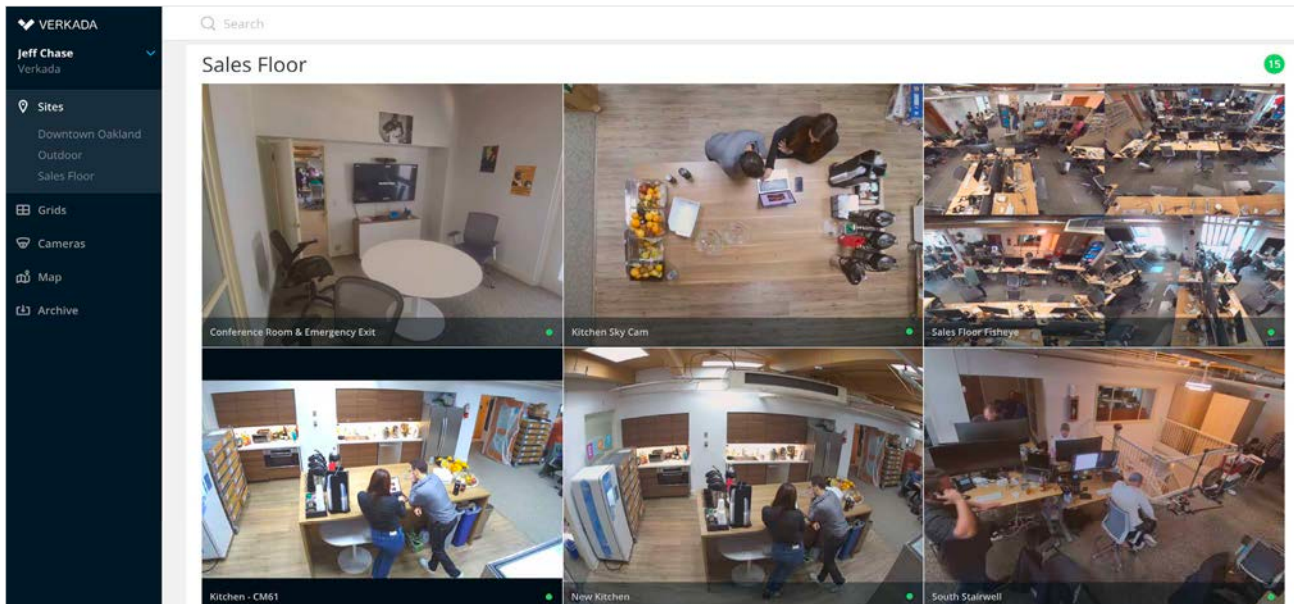 VERKADA
Search
Jeff Chase
Verkada
Sales Floor
15
Sites
Downtown Oakland
Outdoor
Sales Floor
Grids
Cameras
Map
Archive
Conference Room & Emergency Exit
Kitchen Sky Cam
Sales Floor Fisheye
Kitchen - CM61
New Kitchen
South Stairwell